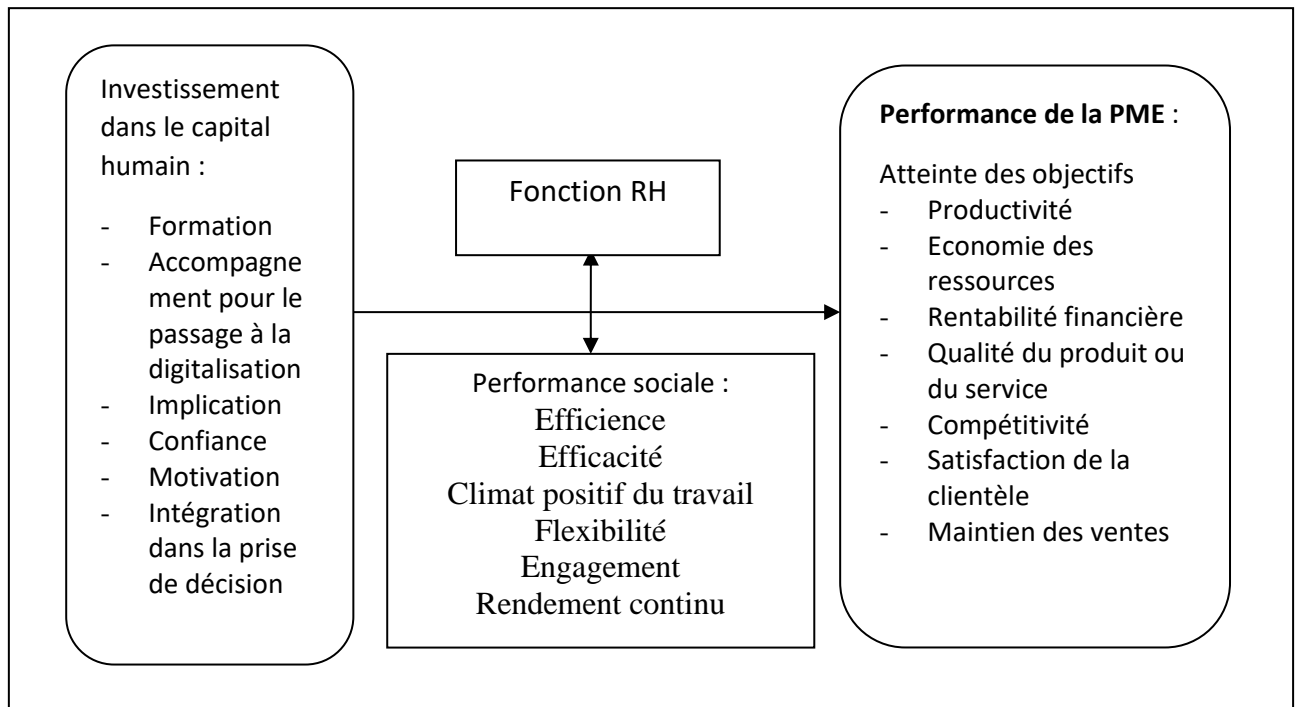 Investissement
dans le capital
humain :
- Formation
- Accompagne
ment pour le
passage à la
digitalisation
- Implication
- Confiance
- Motivation
- Intégration
dans la prise
de décision
Fonction RH
Performance sociale :
Efficience
Efficacité
Climat positif du travail
Flexibilité
Engagement
Rendement continu
Performance de la PME :
Atteinte des objectifs
- Productivité
- Economie des
ressources
- Rentabilité financière
- Qualité du produit ou
du service
- Compétitivité
- Satisfaction de la
clientèle
- Maintien des ventes